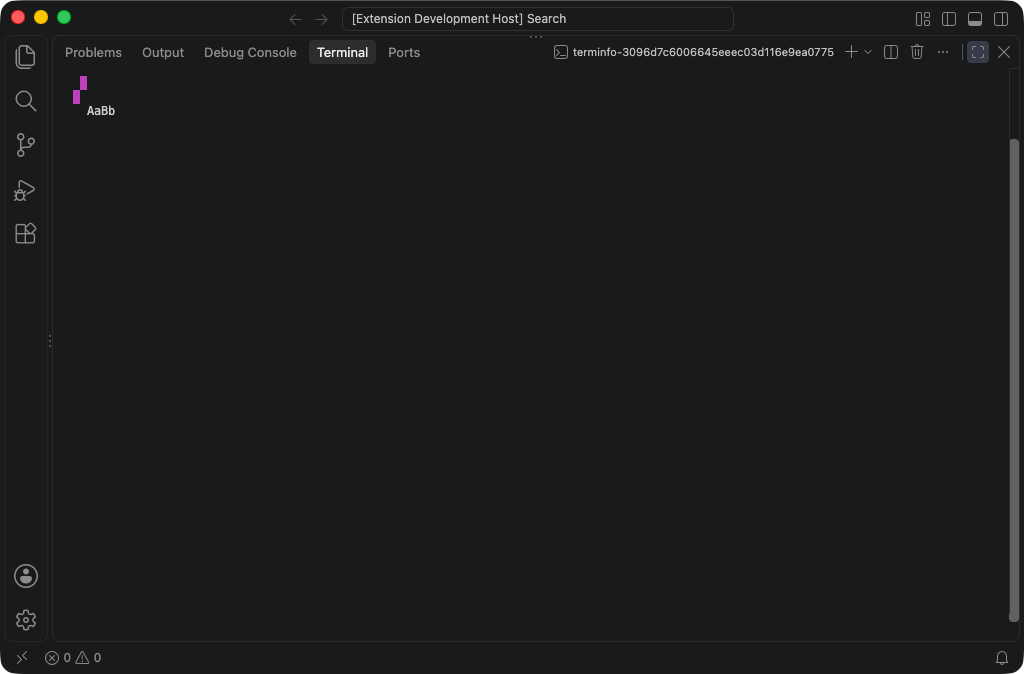 [Extension Development Host] Search
Problems Output Debug Console Terminal Ports
terminfo-3096d7c6006645eeec03d116e9ea0775
AaBb
0 0